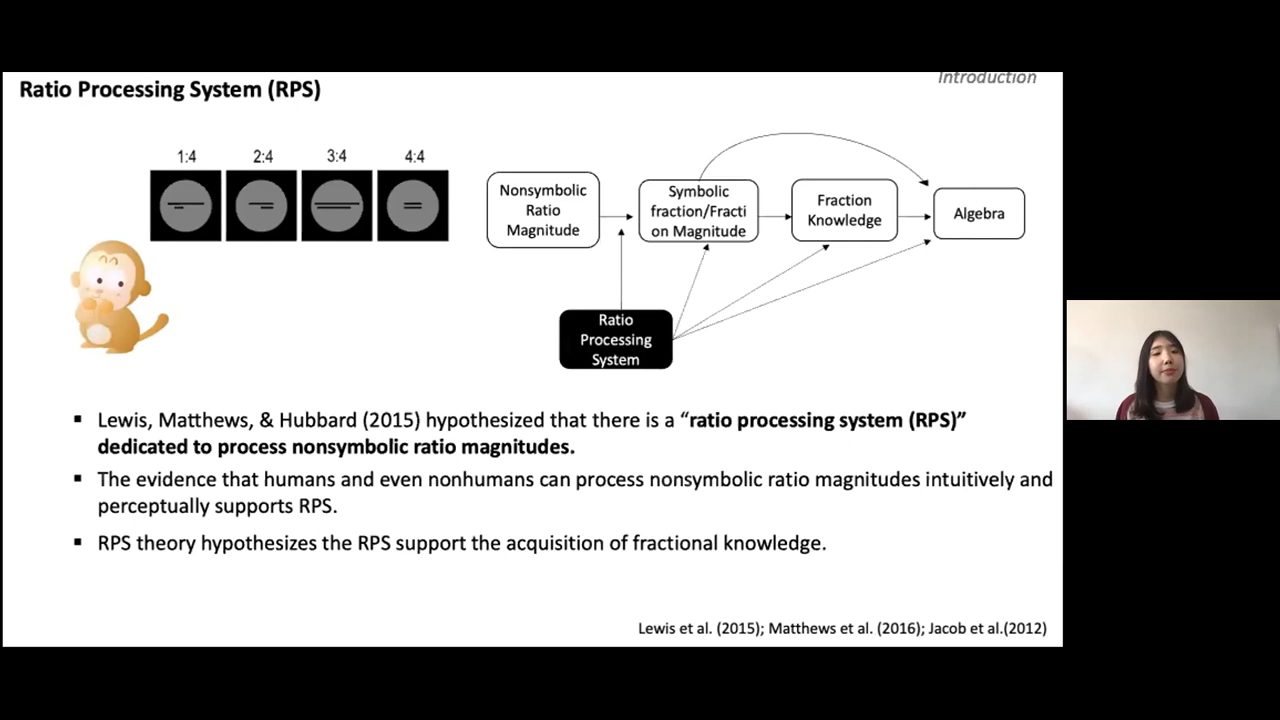 Introduction
Ratio Processing System (RPS)
1:4 2:4 3:4 4:4
Nonsymbolic
Ratio
Magnitude
Symbolic
fraction/Fracti
on Magnitude
Fraction
Knowledge
Algebra
Ratio
Processing
System
▪ Lewis, Matthews, & Hubbard (2015) hypothesized that there is a “ratio processing system (RPS)”
dedicated to process nonsymbolic ratio magnitudes.
▪ The evidence that humans and even nonhumans can process nonsymbolic ratio magnitudes intuitively and
perceptually supports RPS.
▪ RPS theory hypothesizes the RPS support the acquisition of fractional knowledge.
Lewis et al. (2015); Matthews et al. (2016); Jacob et al.(2012)